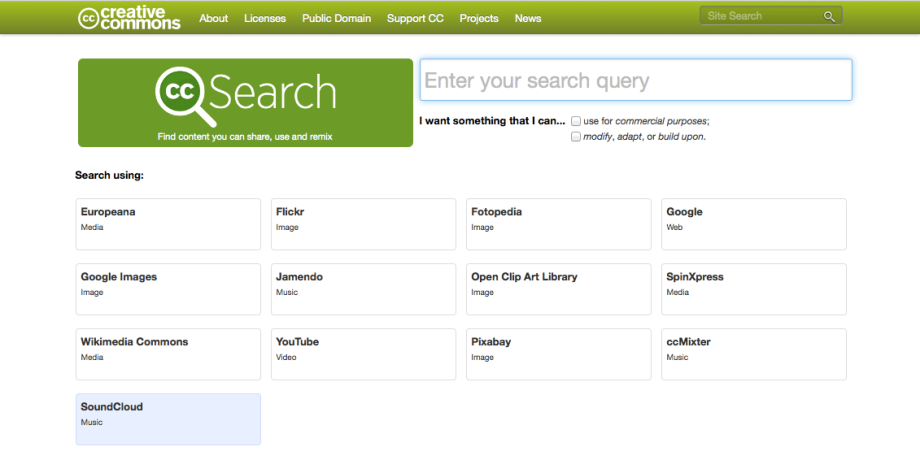 cc creative commons
About Licenses Public Domain Support CC Projects News
Site Search
cc Search
Find content you can share, use and remix
Enter your search query
I want something that I can... use for commercial purposes;
modify, adapt, or build upon.
Search using:
Europeana
Media
Flickr
Image
Fotopedia
Image
Google
Web
Google Images
Image
Jamendo
Music
Open Clip Art Library
Image
SpinXpress
Media
Wikimedia Commons
Media
YouTube
Video
Pixabay
Image
ccMixter
Music
SoundCloud
Music